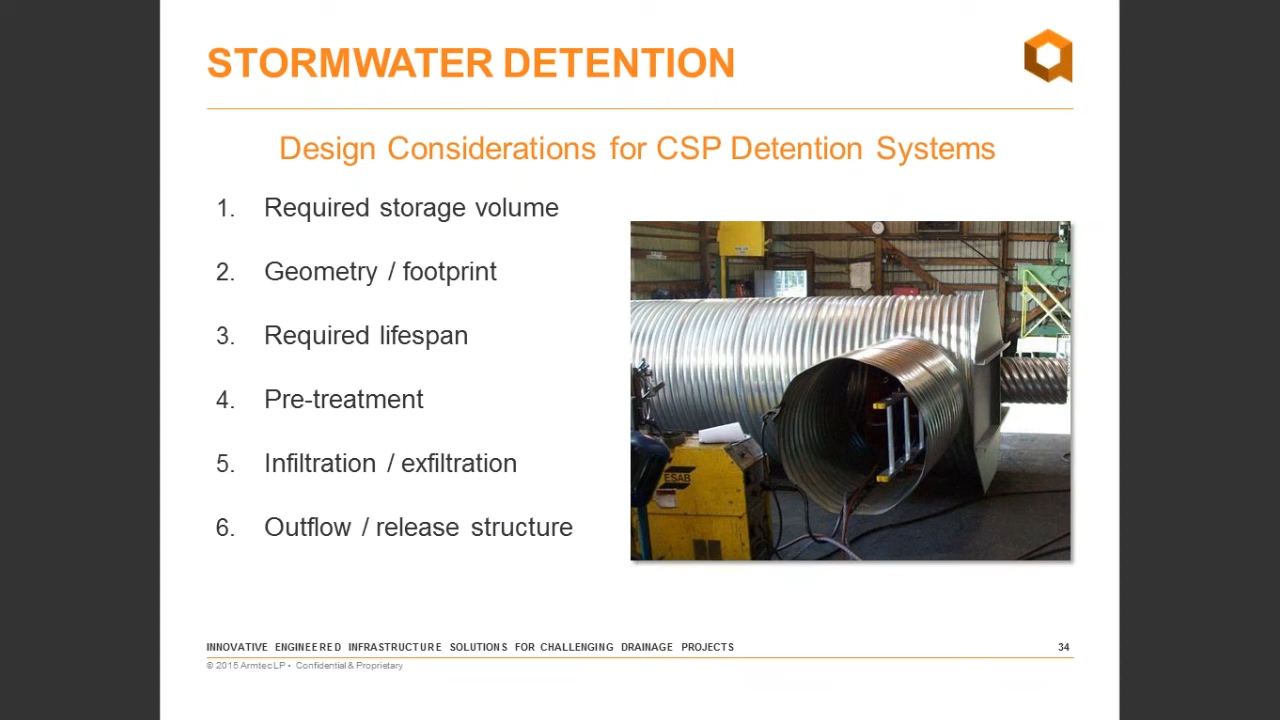 STORMWATER DETENTION
Design Considerations for CSP Detention Systems
1. Required storage volume
2. Geometry / footprint
3. Required lifespan
4. Pre-treatment
5. Infiltration / exfiltration
6. Outflow / release structure
ESAB
INNOVATIVE ENGINEERED INFRASTRUCTURE SOLUTIONS FOR CHALLENGING DRAINAGE PROJECTS 34
© 2015 Armtec LP • Confidential & Proprietary